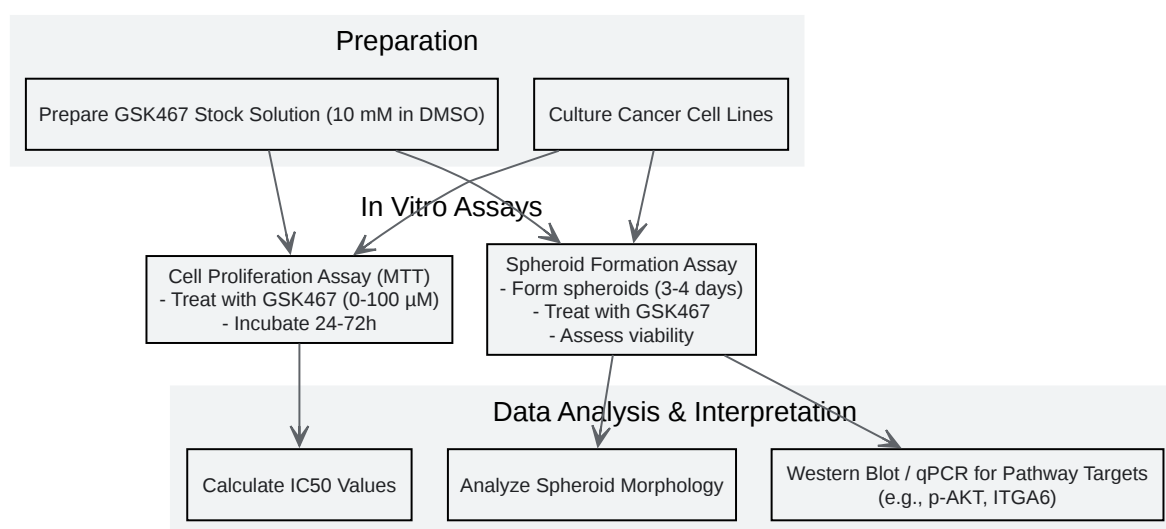 Preparation
Prepare GSK467 Stock Solution (10 mM in DMSO)
Culture Cancer Cell Lines
In Vitro Assays
Cell Proliferation Assay (MTT)
- Treat with GSK467 (0-100 µM)
- Incubate 24-72h
Spheroid Formation Assay
- Form spheroids (3-4 days)
- Treat with GSK467
- Assess viability
Data Analysis & Interpretation
Calculate IC50 Values
Analyze Spheroid Morphology
Western Blot / qPCR for Pathway Targets
(e.g., p-AKT, ITGA6)